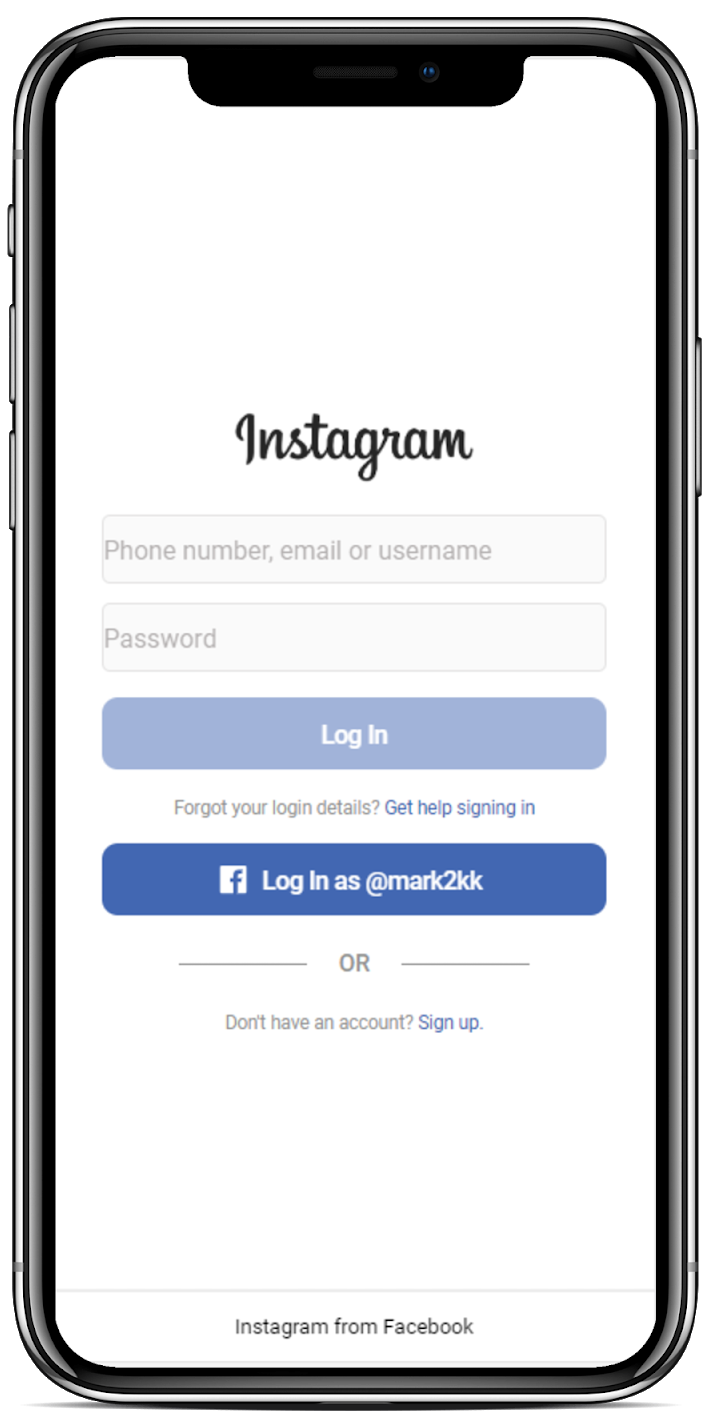 Instagram
Phone number, email or username
Password
Log In
Forgot your login details? Get help signing in
Log In as @mark2kk
OR
Don't have an account? Sign up.
Instagram from Facebook